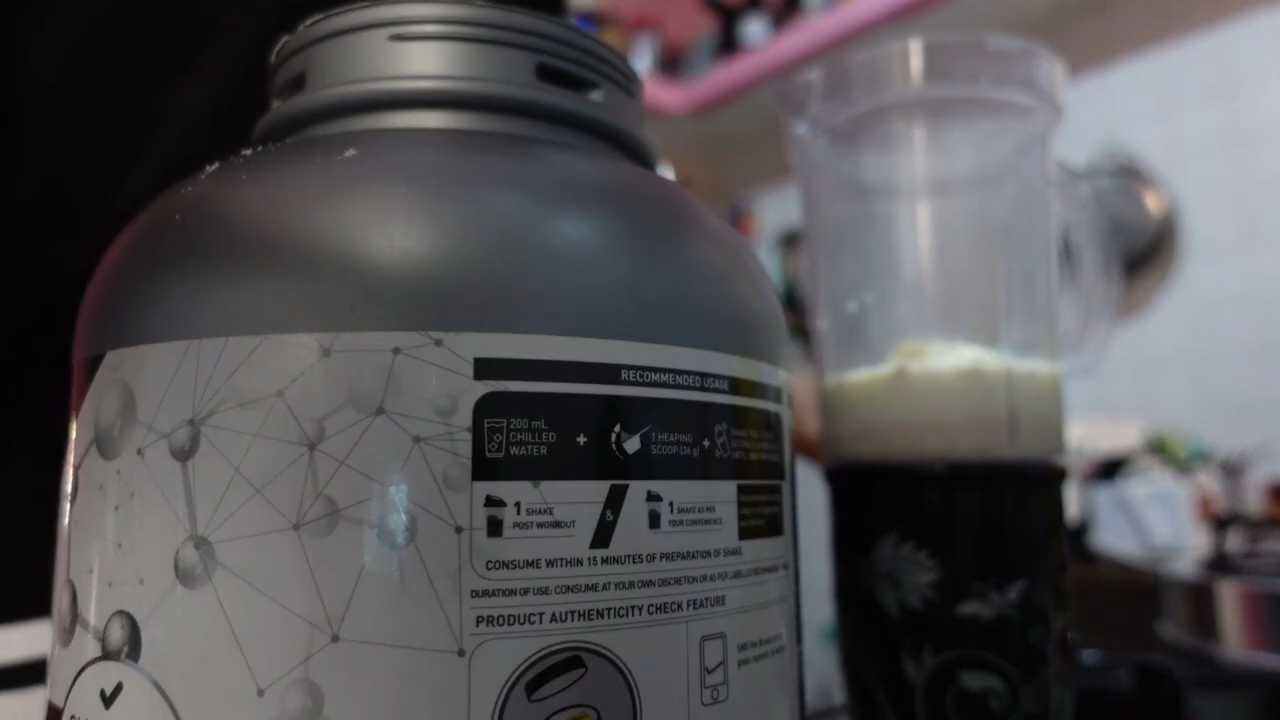 RECOMMENDED USAGE
200 mL
CHILLED
WATER
+
1 HEAPING
SCOOP (36 g)
+
1 SHAKE
POST WORKOUT
&
1 SHAKE AS PER
YOUR CONVENIENCE
CONSUME WITHIN 15 MINUTES OF PREPARATION OF SHAKE.
DURATION OF USE: CONSUME AT YOUR OWN DISCRETION OR AS PER
PRODUCT AUTHENTICITY CHECK FEATURE